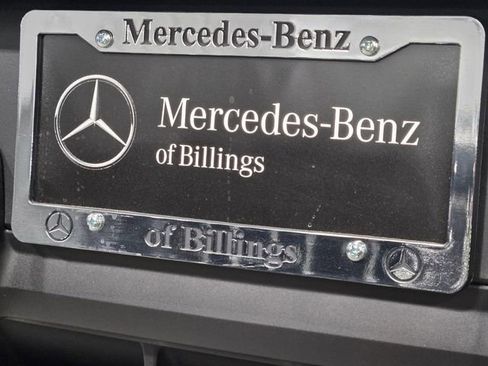 Mercedes-Benz
Mercedes-Benz
of Billings
of Billings